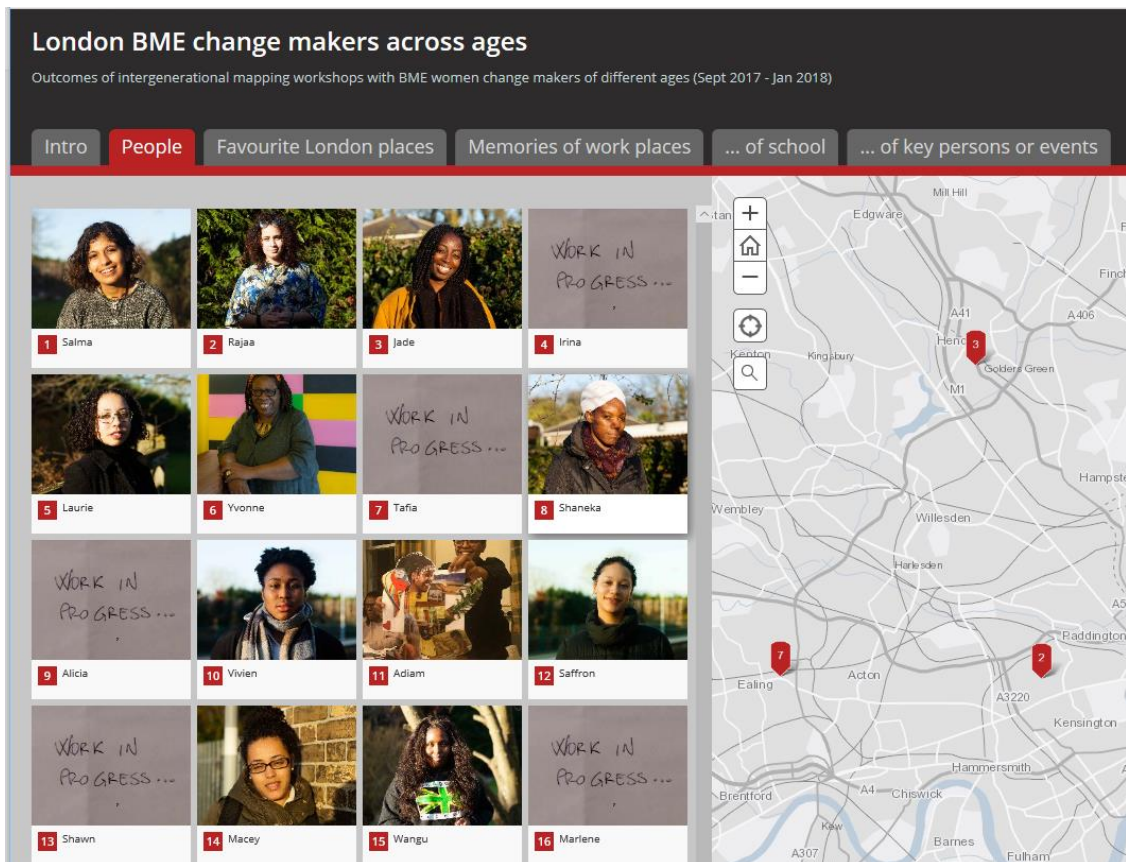 London BME change makers across ages
Outcomes of intergenerational mapping workshops with BME women change makers of different ages (Sept 2017 - Jan 2018)
Intro People Favourite London places Memories of work places ... of school ... of key persons or events
WORK IN
PROGRESS...
1 Salma 2 Rajaa 3 Jade 4 Irina
WORK IN
PROGRESS...
5 Laurie 6 Yvonne 7 Tafia 8 Shaneka
WORK IN
PROGRESS...
9 Alicia 10 Vivien 11 Adiam 12 Saffron
WORK IN
PROGRESS...
WORK IN
PROGRESS...
13 Shawn 14 Macey 15 Wangu 16 Marlene
Mill Hill
Edgware
A41
A406
3
Golders Green
Kenton
Kingsbury
M1
Wembley
Willesden
Harlesden
Paddington
7
2
Ealing
Acton
A3220
Kensington
Hammersmith
Brentford
A4
Chiswick
Kew
A307
Barnes
Fulham